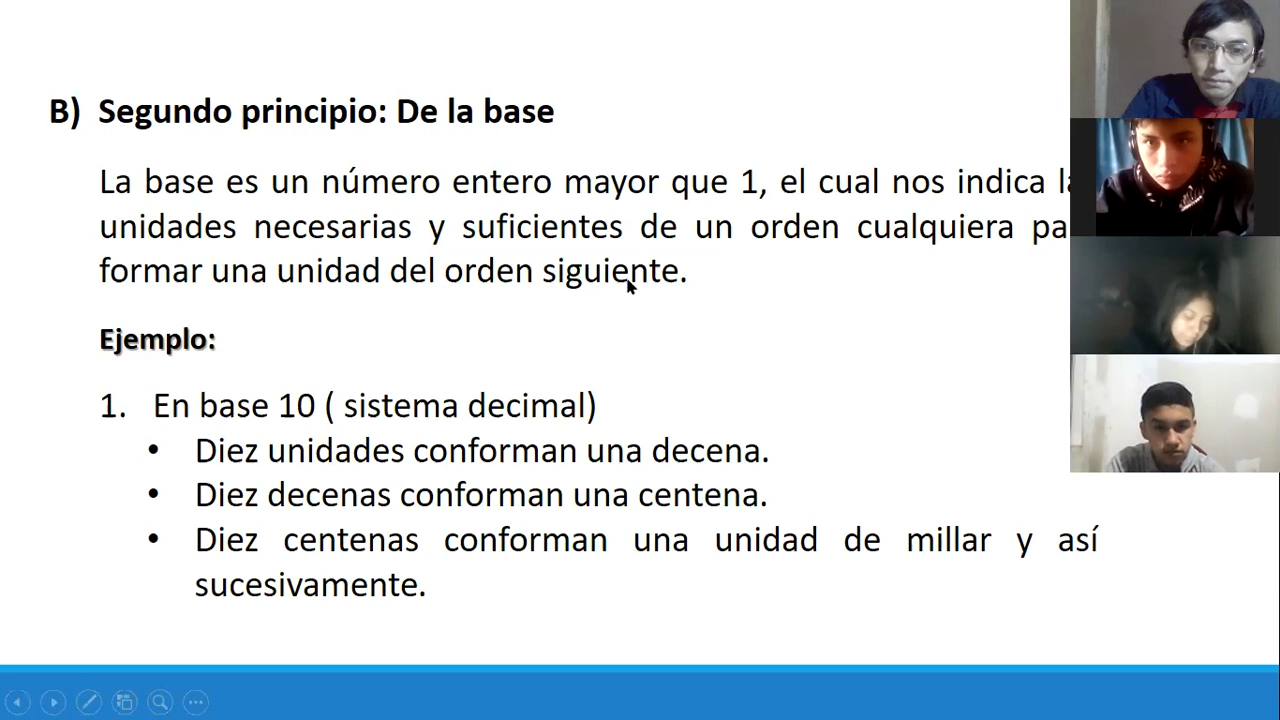 B) Segundo principio: De la base
La base es un número entero mayor que 1, el cual nos indica
unidades necesarias y suficientes de un orden cualquiera
formar una unidad del orden siguiente.
Ejemplo:
1. En base 10 ( sistema decimal)
• Diez unidades conforman una decena.
• Diez decenas conforman una centena.
• Diez centenas conforman una unidad de millar y así
sucesivamente.